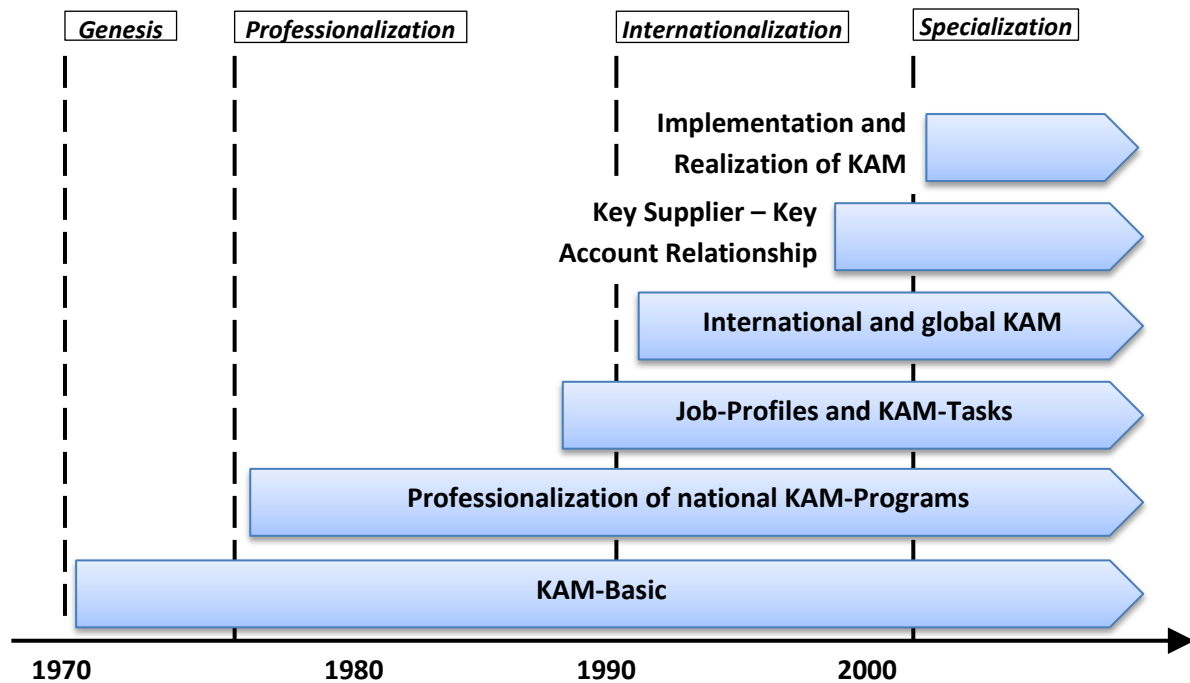 Genesis
Professionalization
Internationalization
Specialization
Implementation and
Realization of KAM
Key Supplier – Key
Account Relationship
International and global KAM
Job-Profiles and KAM-Tasks
Professionalization of national KAM-Programs
KAM-Basic
1970
1980
1990
2000